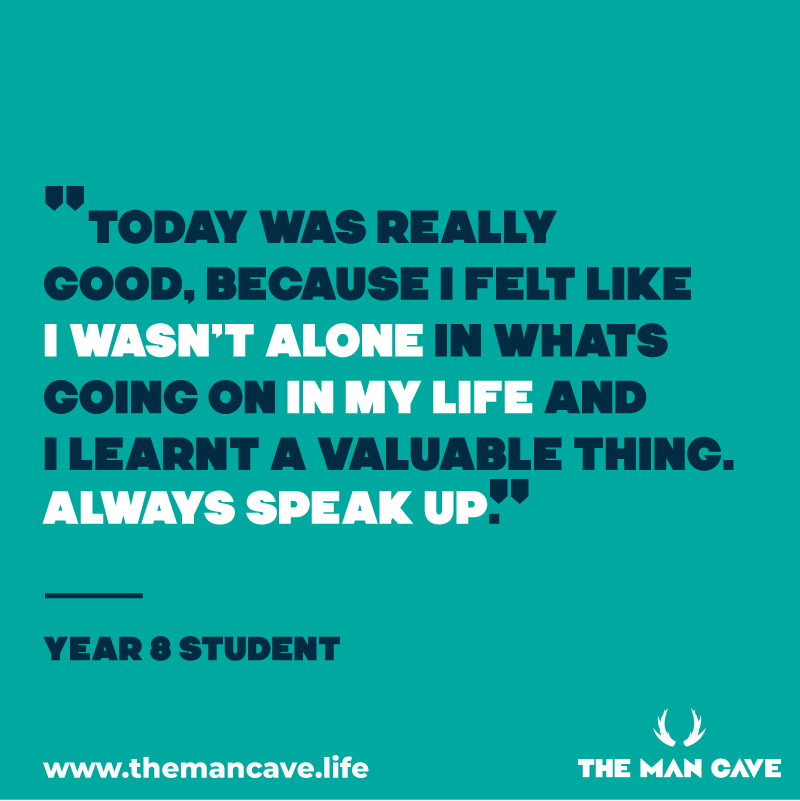 "TODAY WAS REALLY
GOOD, BECAUSE I FELT LIKE
I WASN'T ALONE IN WHATS
GOING ON IN MY LIFE AND
I LEARNT A VALUABLE THING.
ALWAYS SPEAK UP."
YEAR 8 STUDENT
www.themancave.life
THE MAN CAVE